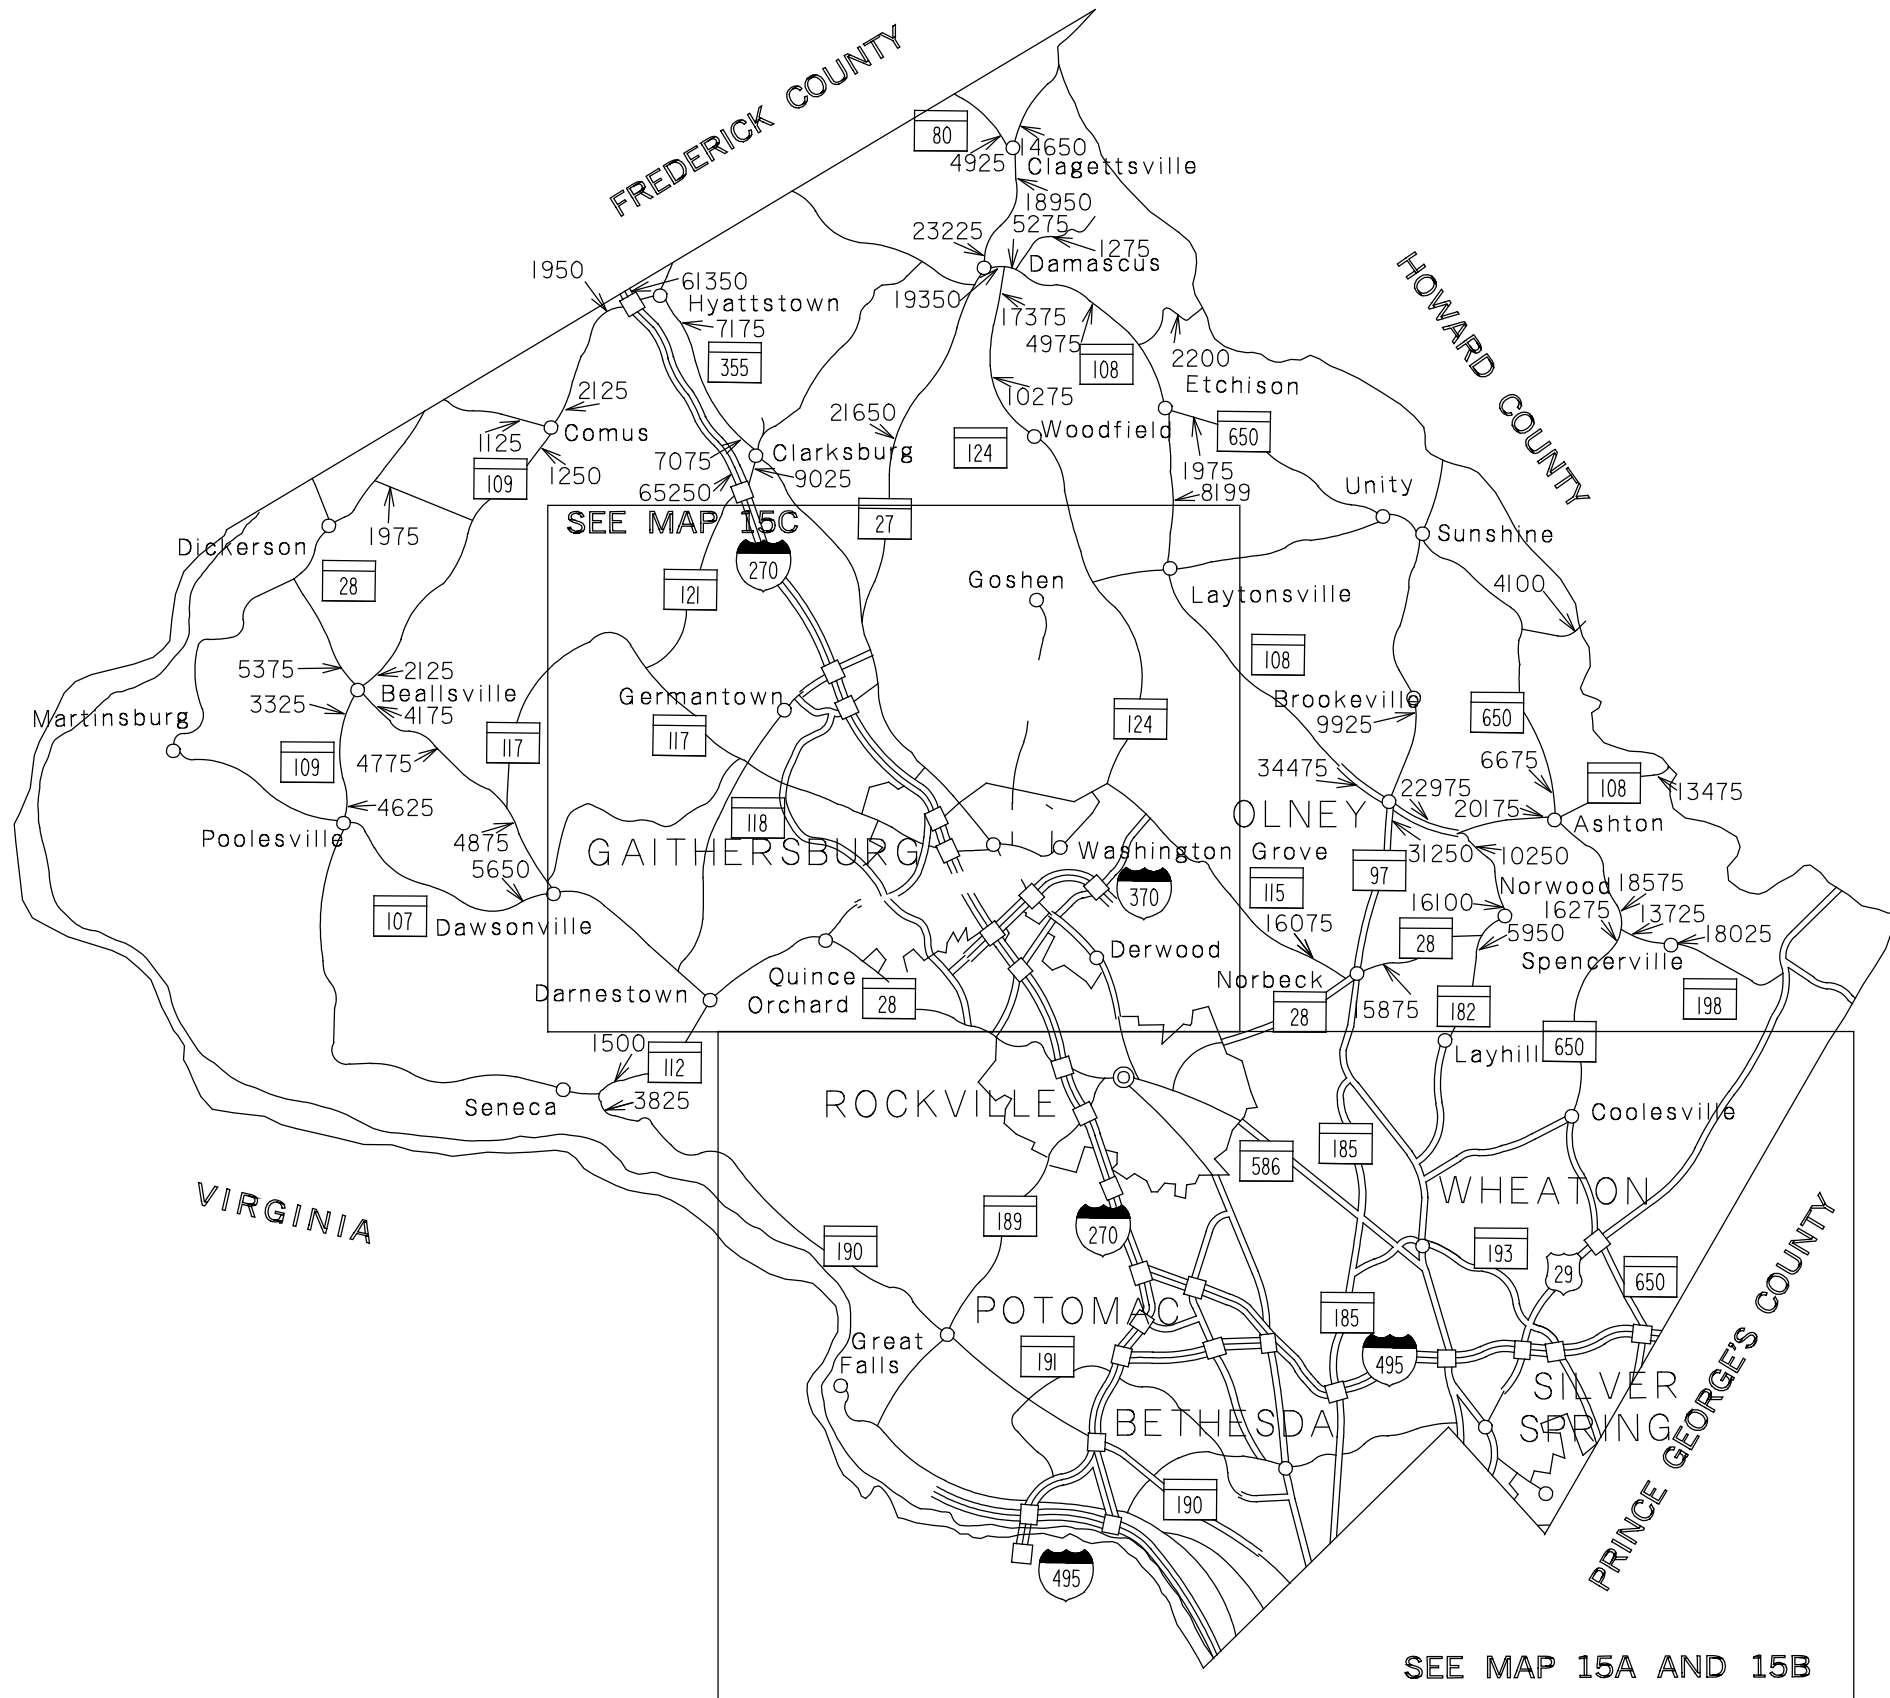 FREDERICK COUNTY
80
4925
14650
Clagettsville
18950
23225
5275
1275
Damascus
HOWARD COUNTY
1950
61350
Hyattstown
19350
17375
7175
4975
355
108
2200
Etchison
2125
10275
21650
1125
Comus
Woodfield
650
124
7075
Clarksburg
1250
109
65250
9025
1975
8199
Unity
SEE MAP 15C
27
1975
Dickerson
Sunshine
270
28
121
Goshen
4100
Laytonsville
108
5375
2125
Beallsville
Germantown
Brookeville
3325
4175
Martinsburg
9925
650
117
117
124
109
4775
6675
34475
108
13475
4625
22975
20175
OLNEY
Ashton
118
Poolesville
4875
GAITHERSBURG
Washington Grove
31250
10250
5650
97
370
115
Norwood
18575
16100
16275
13725
107
Dawsonville
16075
28
5950
18025
Derwood
Spencerville
Quince
Orchard
Norbeck
Darnestown
28
28
15875
182
198
1500
112
Layhill
650
3825
Seneca
ROCKVILLE
Coolesville
185
586
VIRGINIA
WHEATON
189
270
190
193
29
650
POTOMAC
185
Great
Falls
191
495
SILVER
SPRING
BETHESDA
PRINCE GEORGE'S COUNTY
190
495
SEE MAP 15A AND 15B